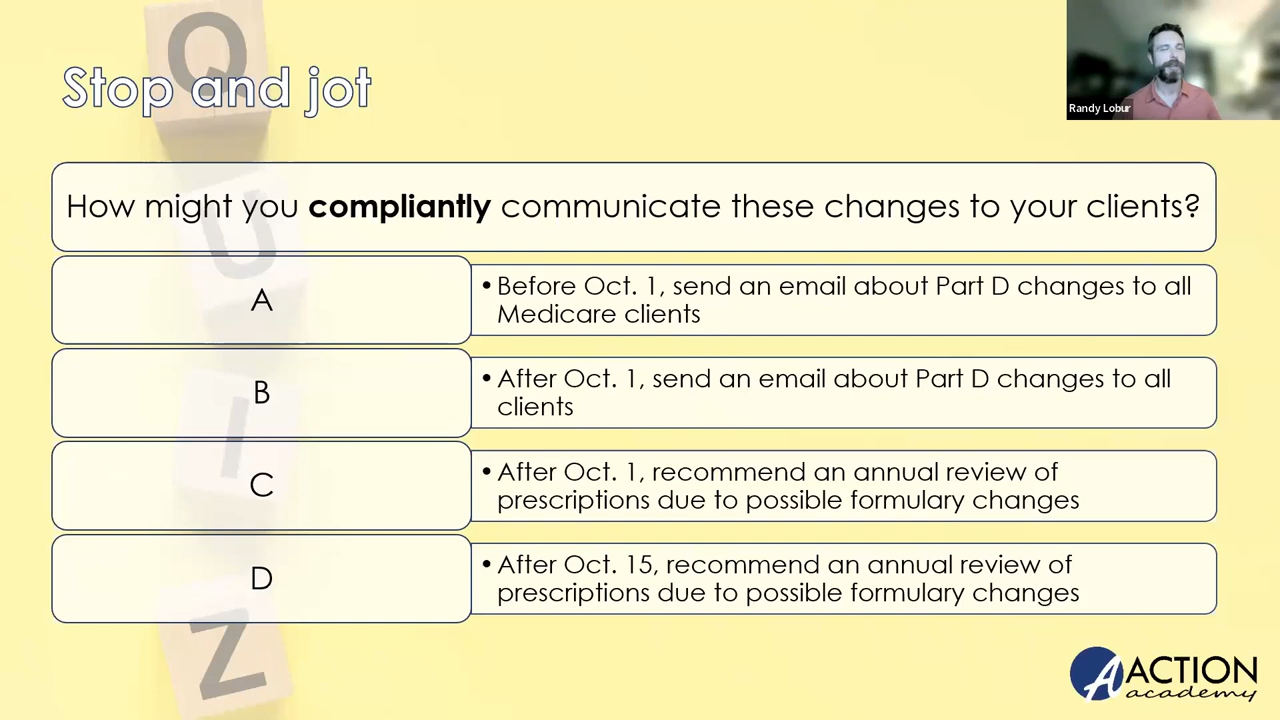 Stop and jot
Randy Lobur
How might you compliantly communicate these changes to your clients?
A
• Before Oct. 1, send an email about Part D changes to all
Medicare clients
B
• After Oct. 1, send an email about Part D changes to all
clients
C
• After Oct. 1, recommend an annual review of
prescriptions due to possible formulary changes
D
• After Oct. 15, recommend an annual review of
prescriptions due to possible formulary changes
Q
U
I
Z
A ACTION
academy